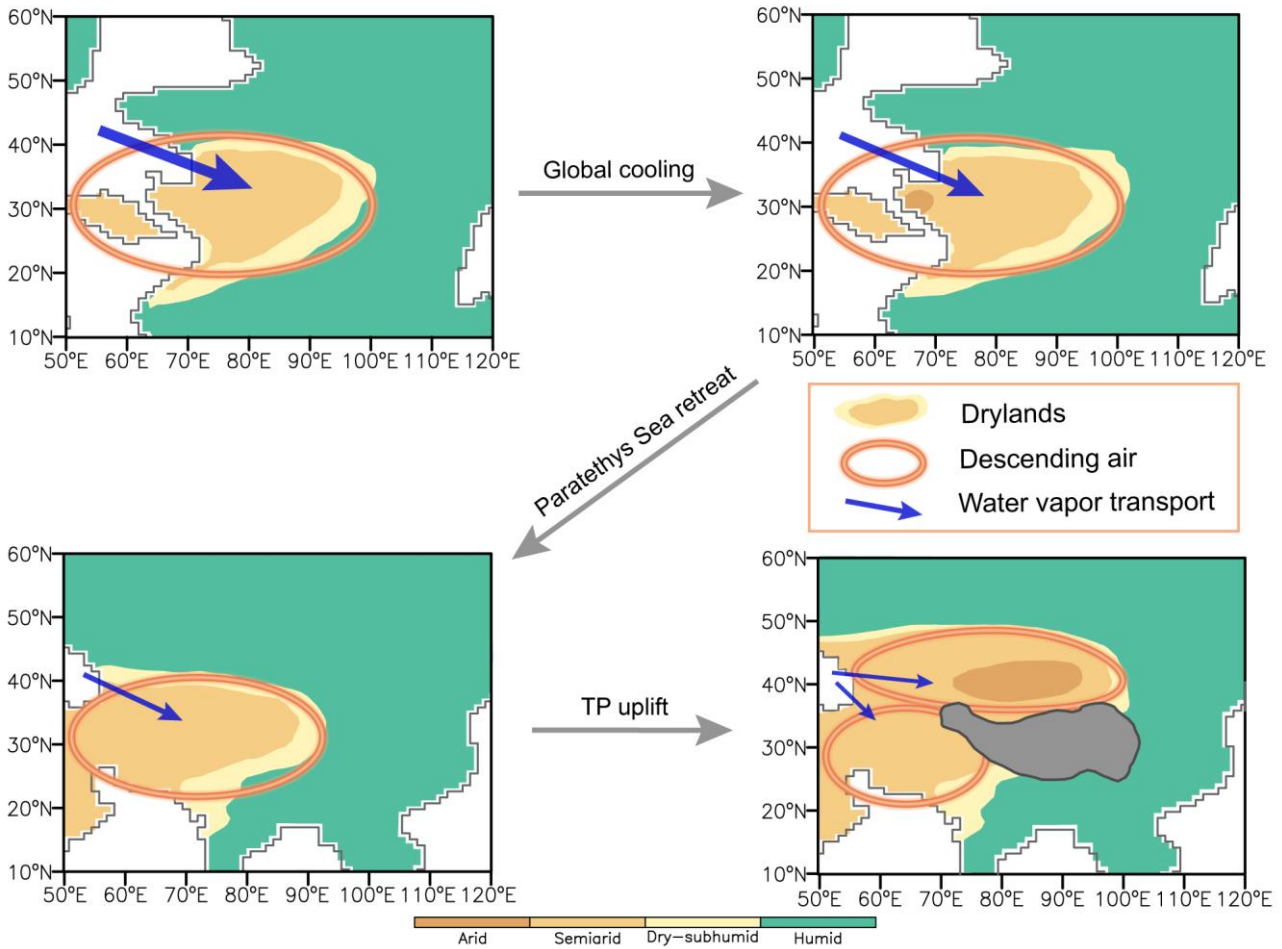 60°N
50°N
40°N
30°N
20°N
10°N
50°E 60°E 70°E 80°E 90°E 100°E 110°E 120°E
Global cooling
60°N
50°N
40°N
30°N
20°N
10°N
50°E 60°E 70°E 80°E 90°E 100°E 110°E 120°E
Paratethys Sea retreat
Drylands
Descending air
Water vapor transport
60°N
50°N
40°N
30°N
20°N
10°N
50°E 60°E 70°E 80°E 90°E 100°E 110°E 120°E
TP uplift
60°N
50°N
40°N
30°N
20°N
10°N
50°E 60°E 70°E 80°E 90°E 100°E 110°E 120°E
Arid Semiarid Dry-subhumid Humid